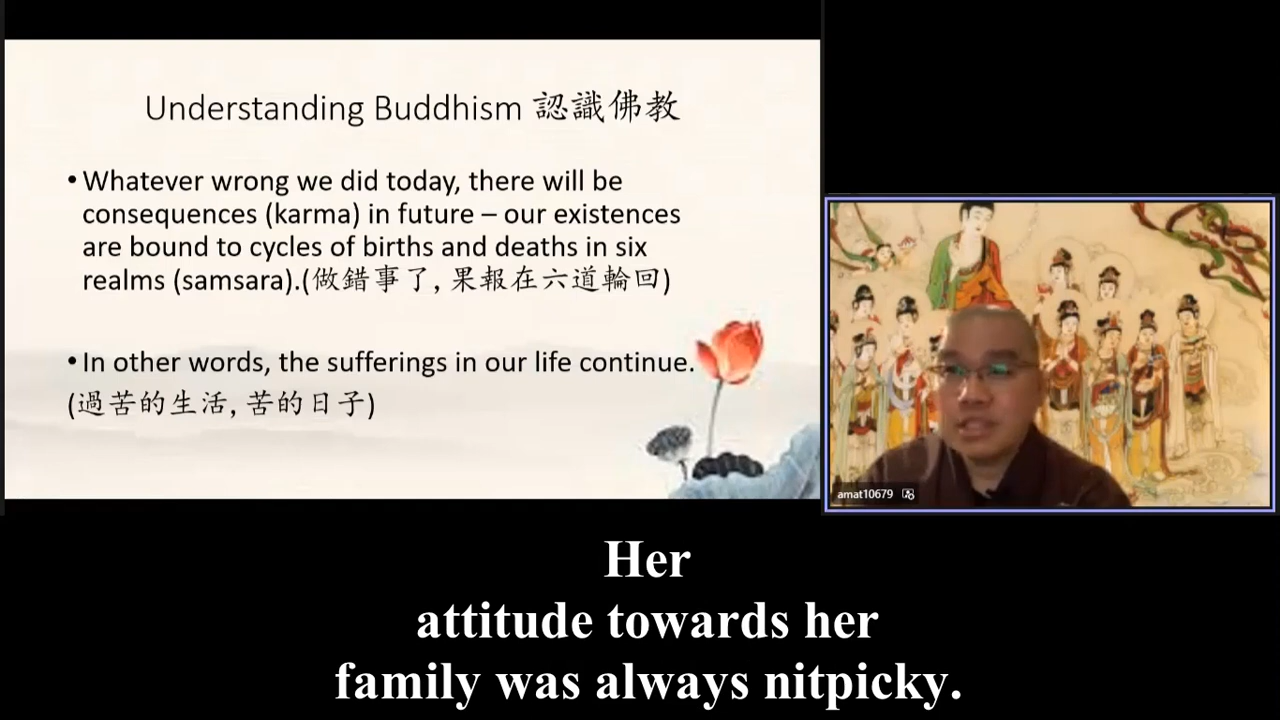 Understanding Buddhism 認識佛教
•Whatever wrong we did today, there will be
consequences (karma) in future – our existences
are bound to cycles of births and deaths in six
realms (samsara).(做錯事了, 果報在六道輪回)
•In other words, the sufferings in our life continue.
(過苦的生活, 苦的日子)
amat10679
Her
attitude towards her
family was always nitpicky.